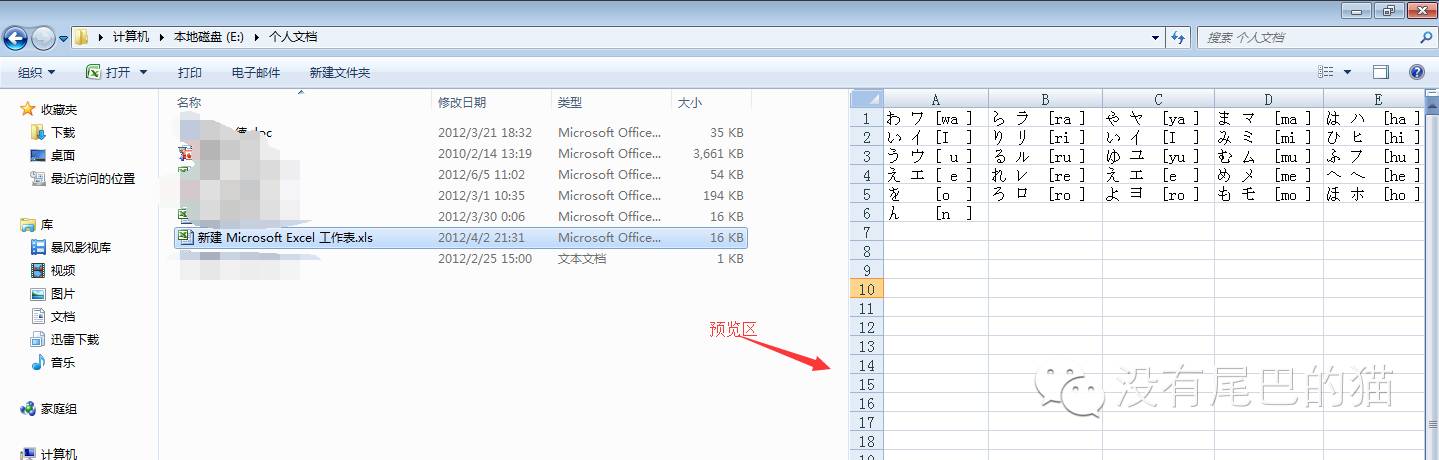 计算机 ▸ 本地磁盘 (E:) ▸ 个人文档
搜索 个人文档
组织 打开 打印 电子邮件 新建文件夹
收藏夹
下载
桌面
最近访问的位置
库
暴风影视库
视频
图片
文档
迅雷下载
音乐
家庭组
计算机
名称 修改日期 类型 大小
.doc 2012/3/21 18:32 Microsoft Office... 35 KB
2010/2/14 13:19 Microsoft Office... 3,661 KB
2012/6/5 11:02 Microsoft Office... 54 KB
2012/3/1 10:35 Microsoft Office... 194 KB
2012/3/30 0:06 Microsoft Office... 16 KB
新建 Microsoft Excel 工作表.xls 2012/4/2 21:31 Microsoft Office... 16 KB
2012/2/25 15:00 文本文档 1 KB
预览区
A B C D E
1 わ ワ [wa ] ら ラ [ra ] や ヤ [ya ] ま マ [ma ] は ハ [ha ]
2 い イ [I ] り リ [ri ] い イ [I ] み ミ [mi ] ひ ヒ [hi ]
3 う ウ [ u ] る ル [ru ] ゆ ユ [yu ] む ム [mu ] ふ フ [hu ]
4 え エ [ e ] れ レ [re ] え エ [e ] め メ [me ] へ ヘ [he ]
5 を [o ] ろ ロ [ro ] よ ヨ [ro ] も モ [mo ] ほ ホ [ho ]
6 ん [n ]
7
8
9
10
11
12
13
14
15
16
17
18
没有尾巴的猫